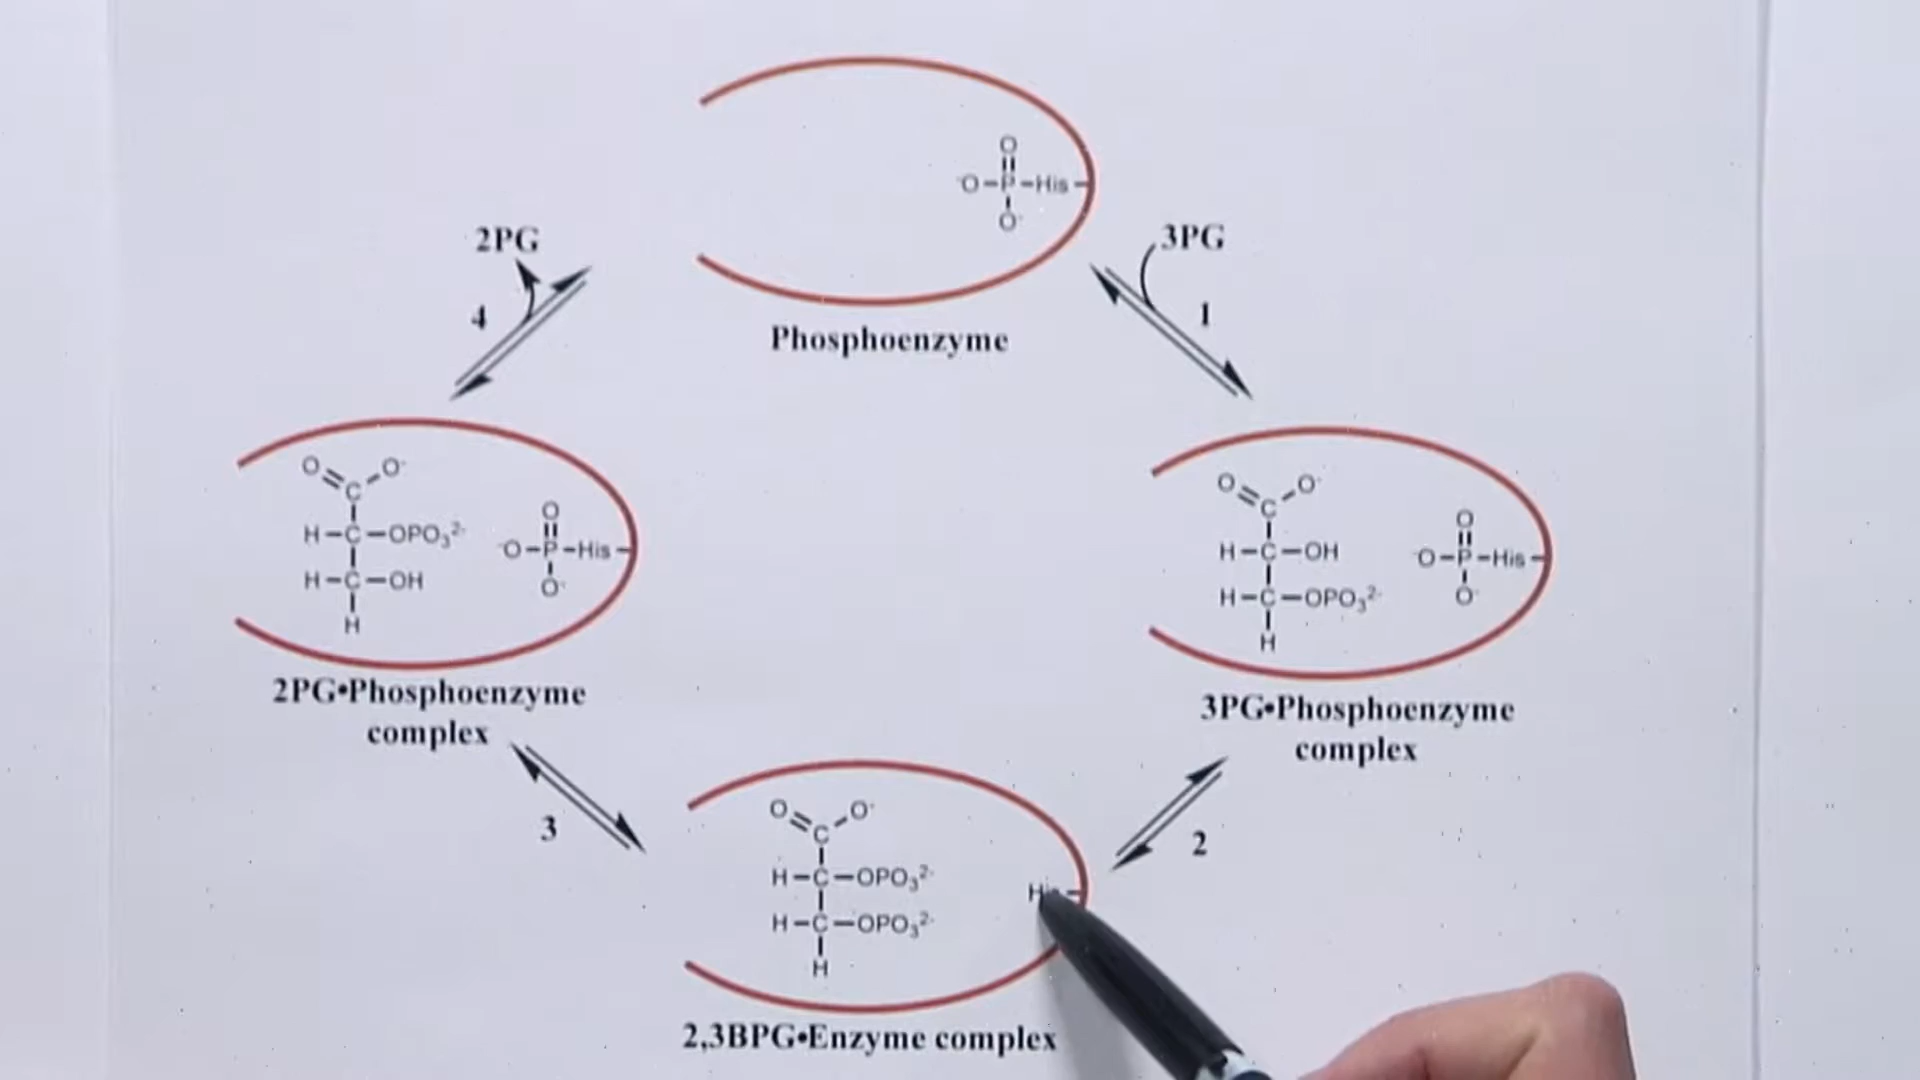 O
⁻O-P-His
O⁻
2PG
3PG
4
1
Phosphoenzyme
O O⁻
C
H-C-OPO₃²⁻
H-C-OH
H
O
⁻O-P-His
O⁻
2PG•Phosphoenzyme
complex
O O⁻
C
H-C-OH
H-C-OPO₃²⁻
H
O
⁻O-P-His
O⁻
3PG•Phosphoenzyme
complex
3
2
O O⁻
C
H-C-OPO₃²⁻
H-C-OPO₃²⁻
H
2,3BPG•Enzyme complex